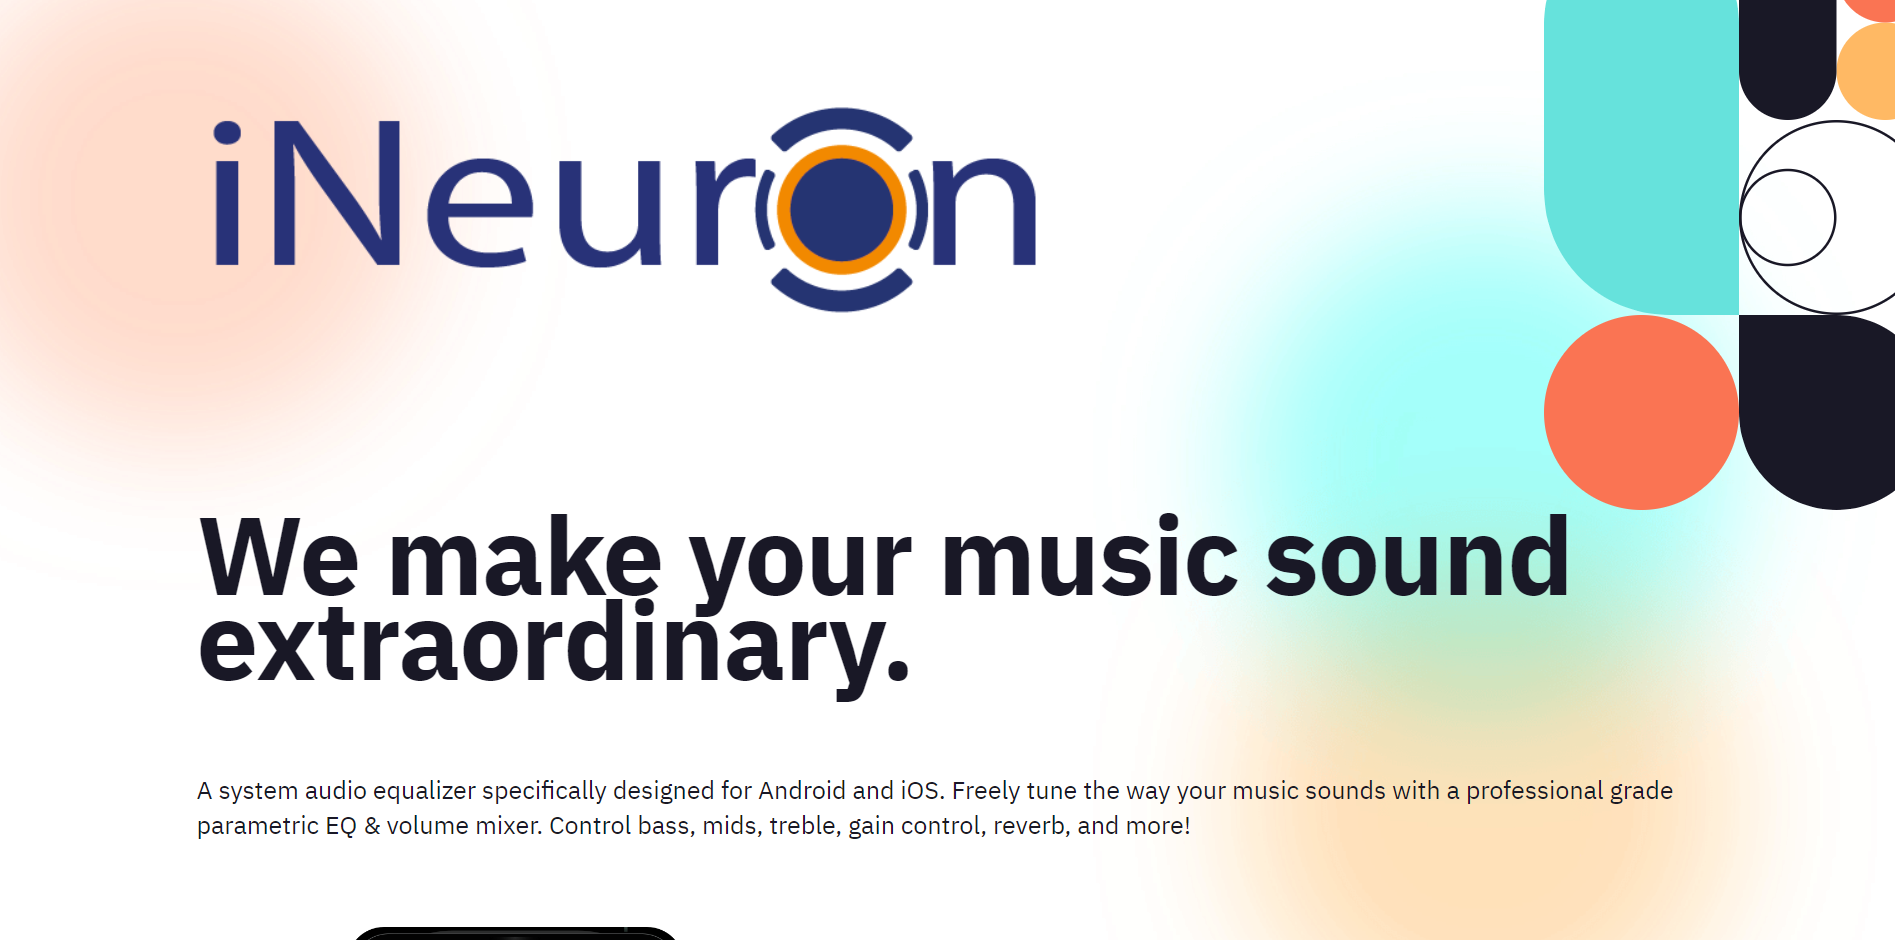 iNeuron
We make your music sound
extraordinary.
A system audio equalizer specifically designed for Android and iOS. Freely tune the way your music sounds with a professional grade
parametric EQ & volume mixer. Control bass, mids, treble, gain control, reverb, and more!